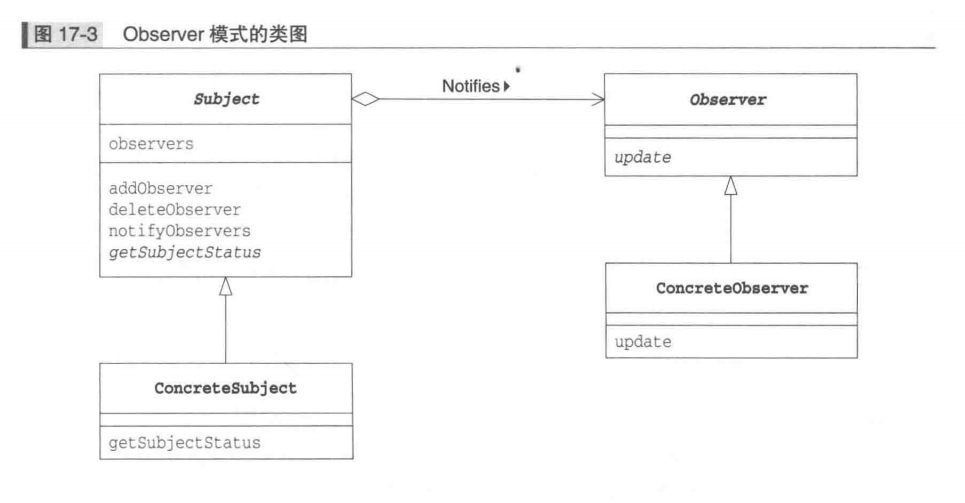 图 17-3 Observer 模式的类图
Notifies
Subject
observers
addObserver
deleteObserver
notifyObservers
getSubjectStatus
Observer
update
ConcreteObserver
update
ConcreteSubject
getSubjectStatus